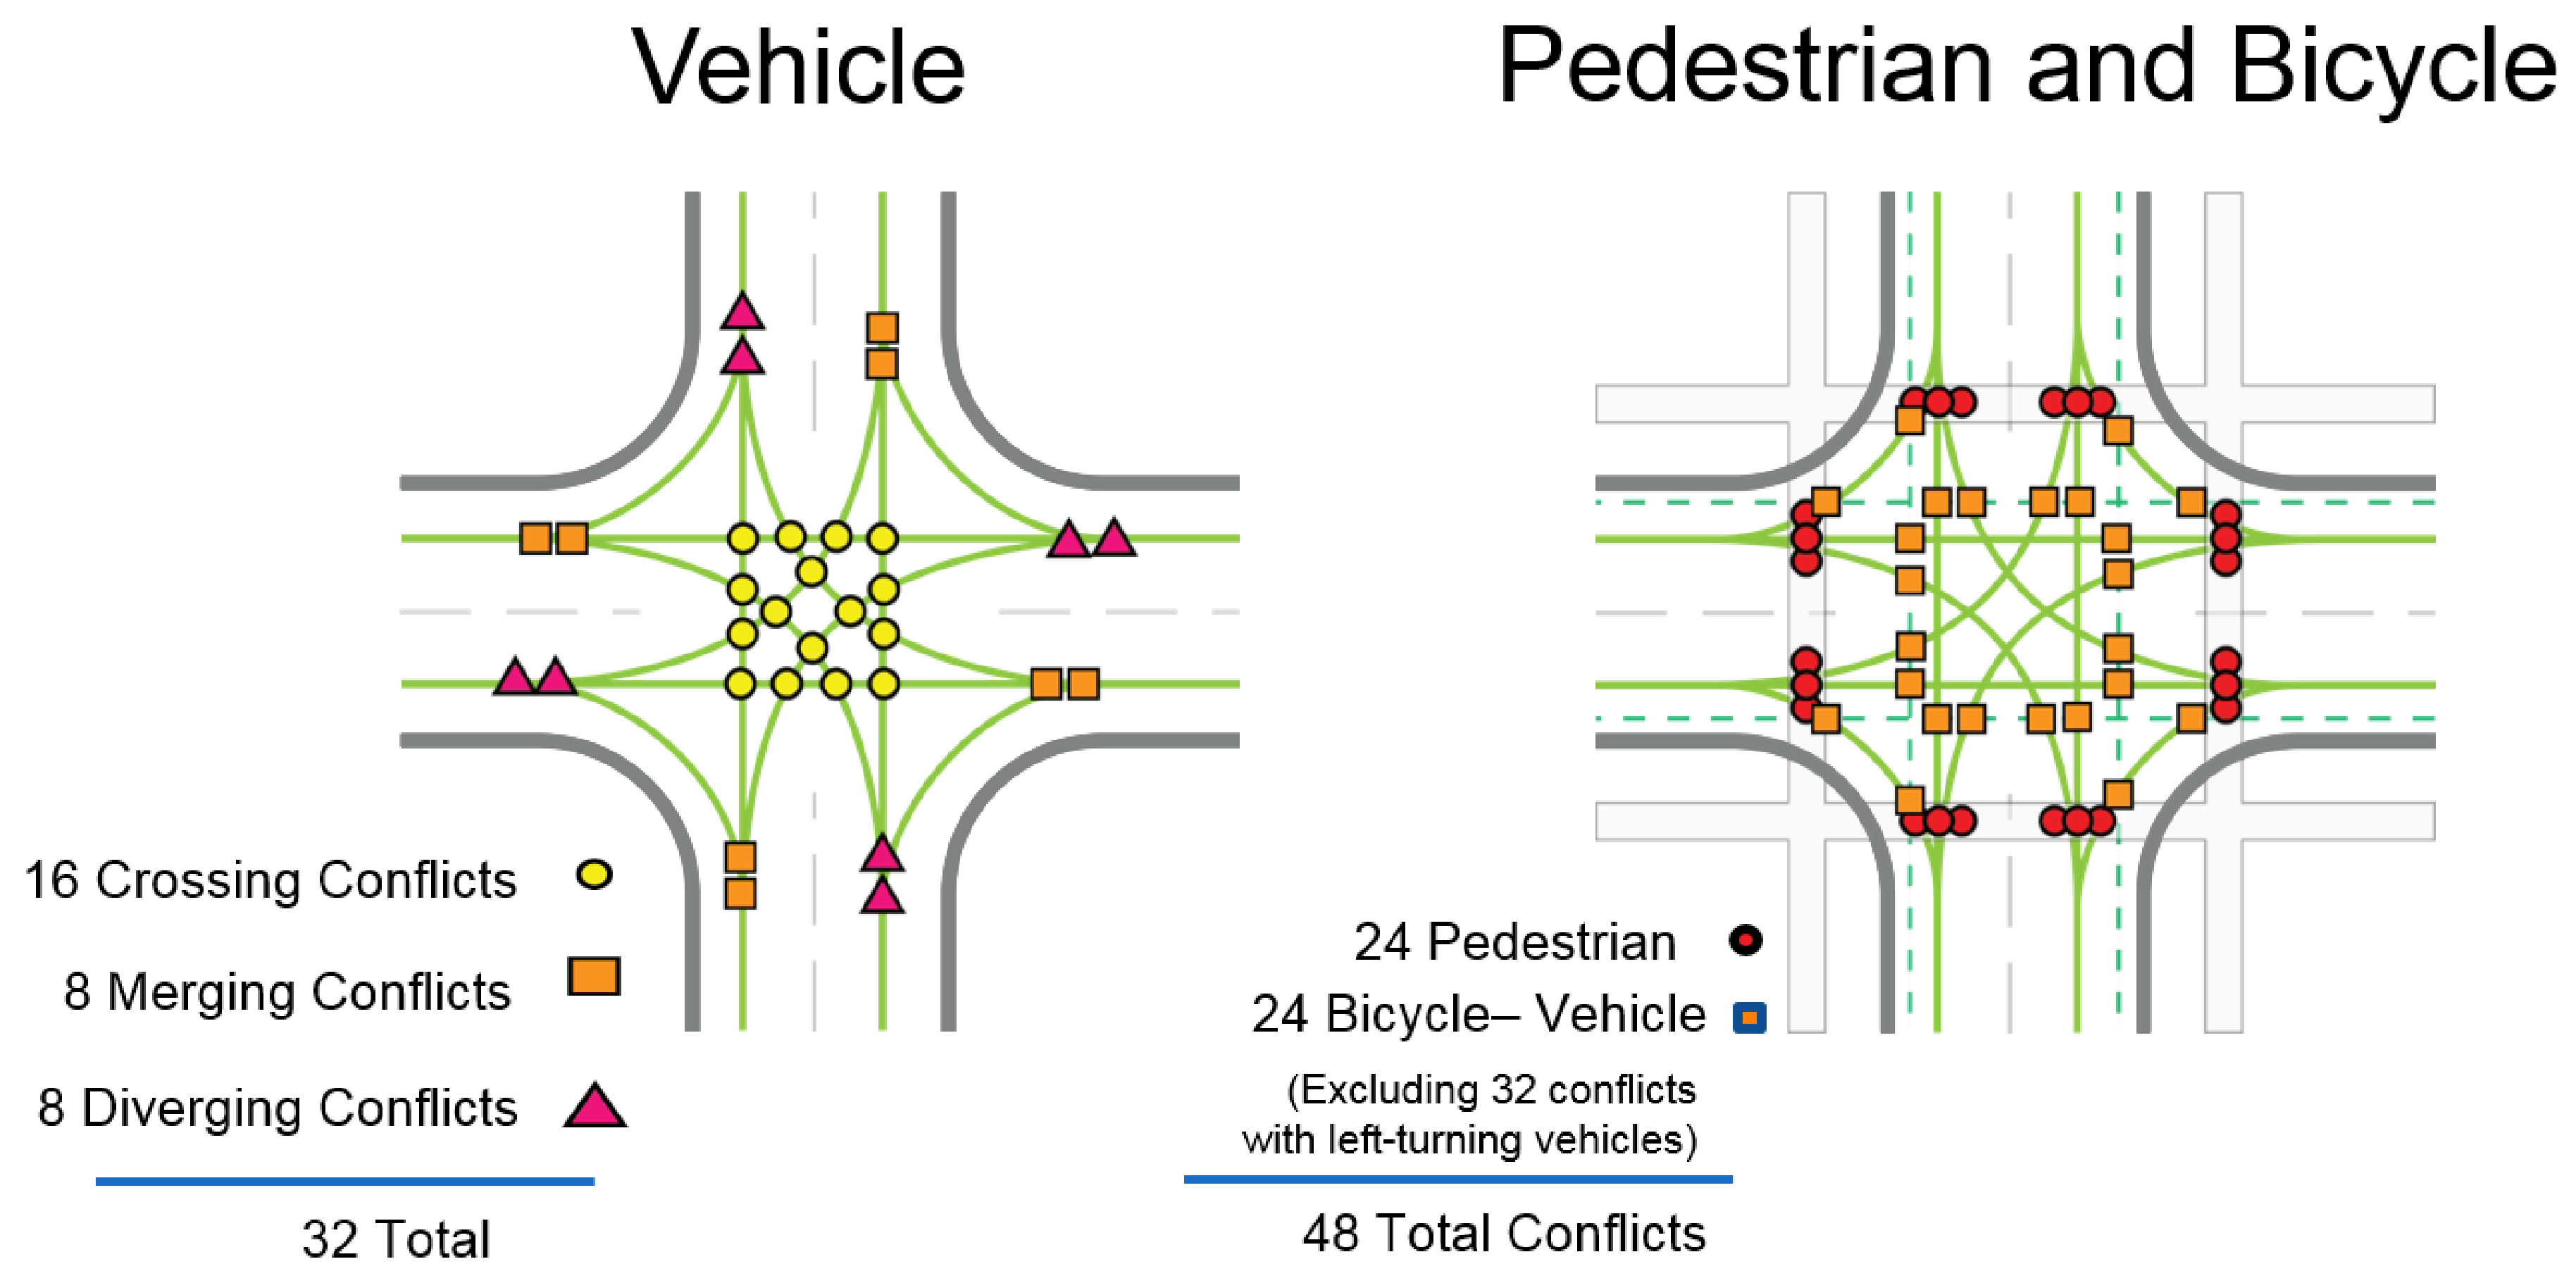 Vehicle
Pedestrian and Bicycle
16 Crossing Conflicts
8 Merging Conflicts
8 Diverging Conflicts
32 Total
24 Pedestrian
24 Bicycle– Vehicle
(Excluding 32 conflicts
with left-turning vehicles)
48 Total Conflicts